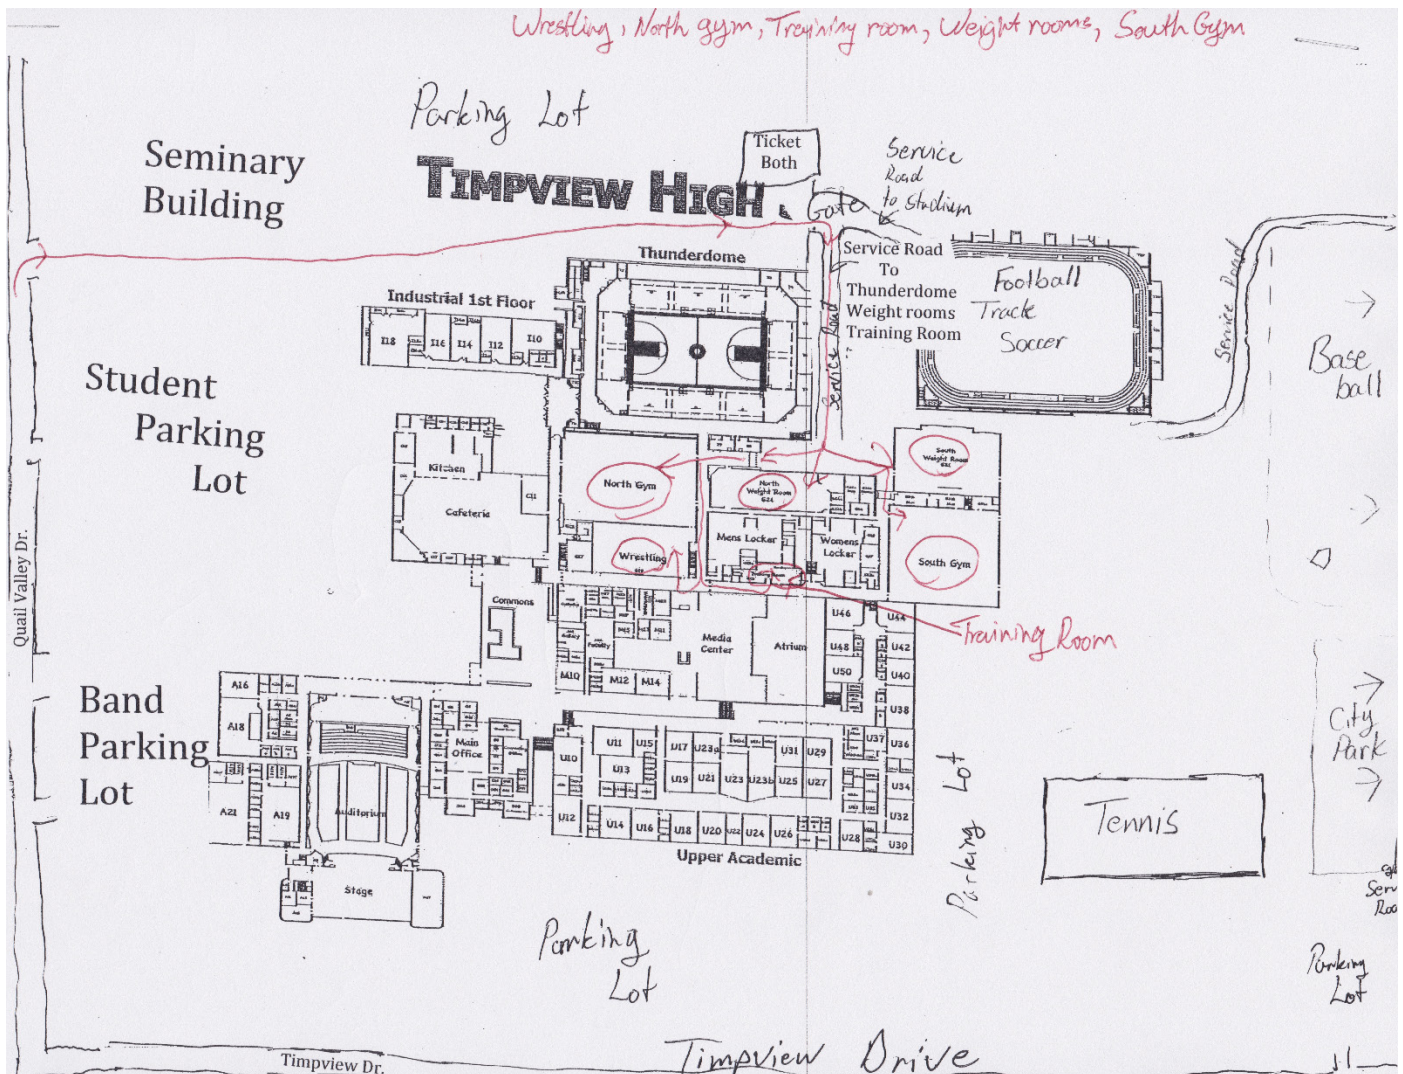 Wrestling, North gym, Training room, Weight rooms, South Gym
Parking Lot
Seminary
Building
TIMPVIEW HIGH
Ticket
Both
Service
Road
to stadium
Gate
Service Road
To
Thunderdome
Weight rooms
Training Room
Service Road
Football
Track
Soccer
Service Road
Base
ball
Thunderdome
Industrial 1st Floor
I18
I16
I14
I12
I10
Student
Parking
Lot
Kitchen
Cafeteria
C11
North Gym
North
Weight Room
South
Weight Room
Wrestling
Mens Locker
Womens
Locker
South Gym
Training Room
Quail Valley Dr.
Commons
Media
Center
Atrium
M10
M12
M14
U46
U48
U50
U44
U42
U40
U38
Band
Parking
Lot
A16
A18
A21
A19
Auditorium
Stage
Main
Office
U10
U12
U11
U15
U13
U17
U23a
U19
U21
U23
U23b
U31
U29
U25
U27
U37
U36
U34
U32
U30
U14
U16
U18
U20
U22
U24
U26
U28
Upper Academic
Parking Lot
Tennis
City
Park
Parking
Lot
Parking
Lot
Timpview Dr.
Timpview Drive